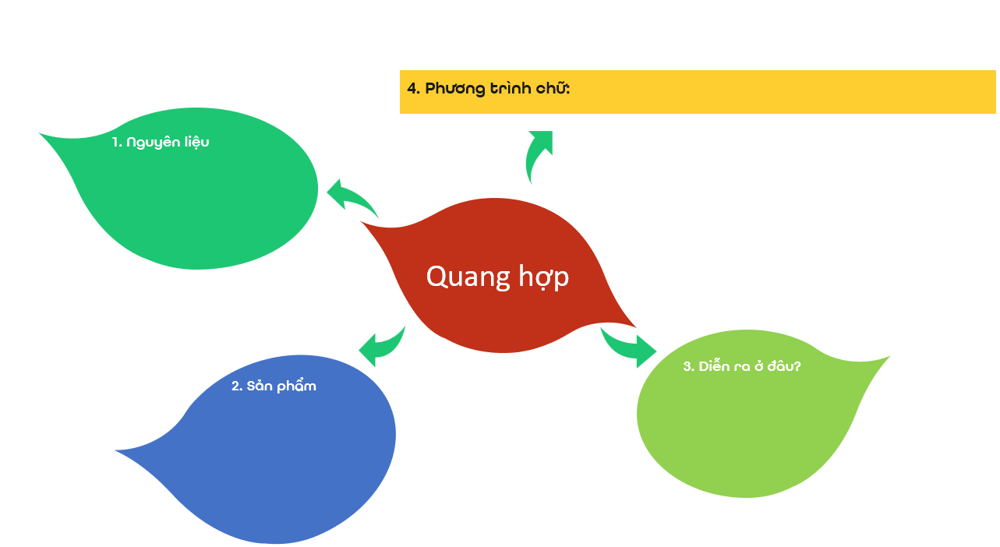 4. Phương trình chữ:
1. Nguyên liệu
Quang hợp
2. Sản phẩm
3. Diễn ra ở đâu?